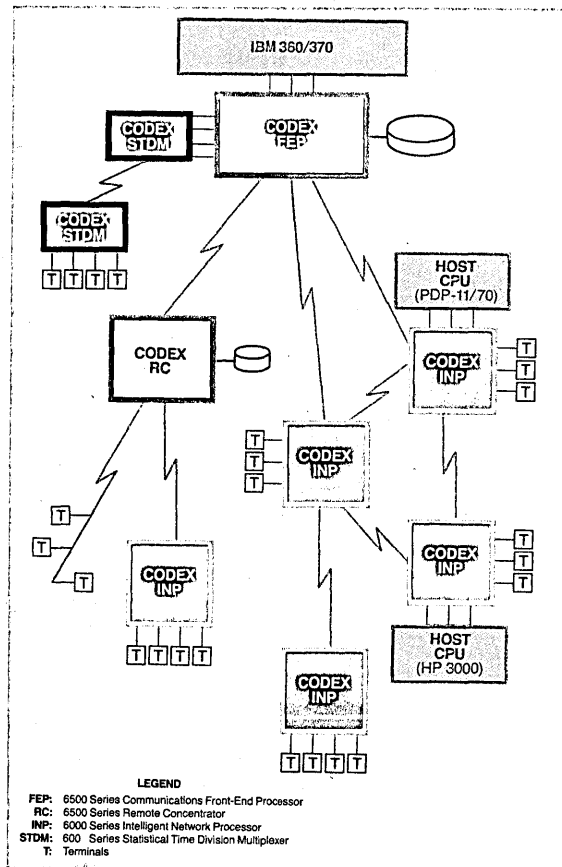 IBM 360/370
CODEX
STDM
CODEX
FEP
CODEX
STDM
T T T T
HOST
CPU
(PDP-11/70)
CODEX
RC
CODEX
INP
T
T
T
CODEX
INP
T
T
T
T
T
T
CODEX
INP
T T T T
CODEX
INP
T
T
T
HOST
CPU
(HP 3000)
CODEX
INP
T T T T
LEGEND
FEP: 6500 Series Communications Front-End Processor
RC: 6500 Series Remote Concentrator
INP: 6000 Series Intelligent Network Processor
STDM: 600 Series Statistical Time Division Multiplexer
T: Terminals